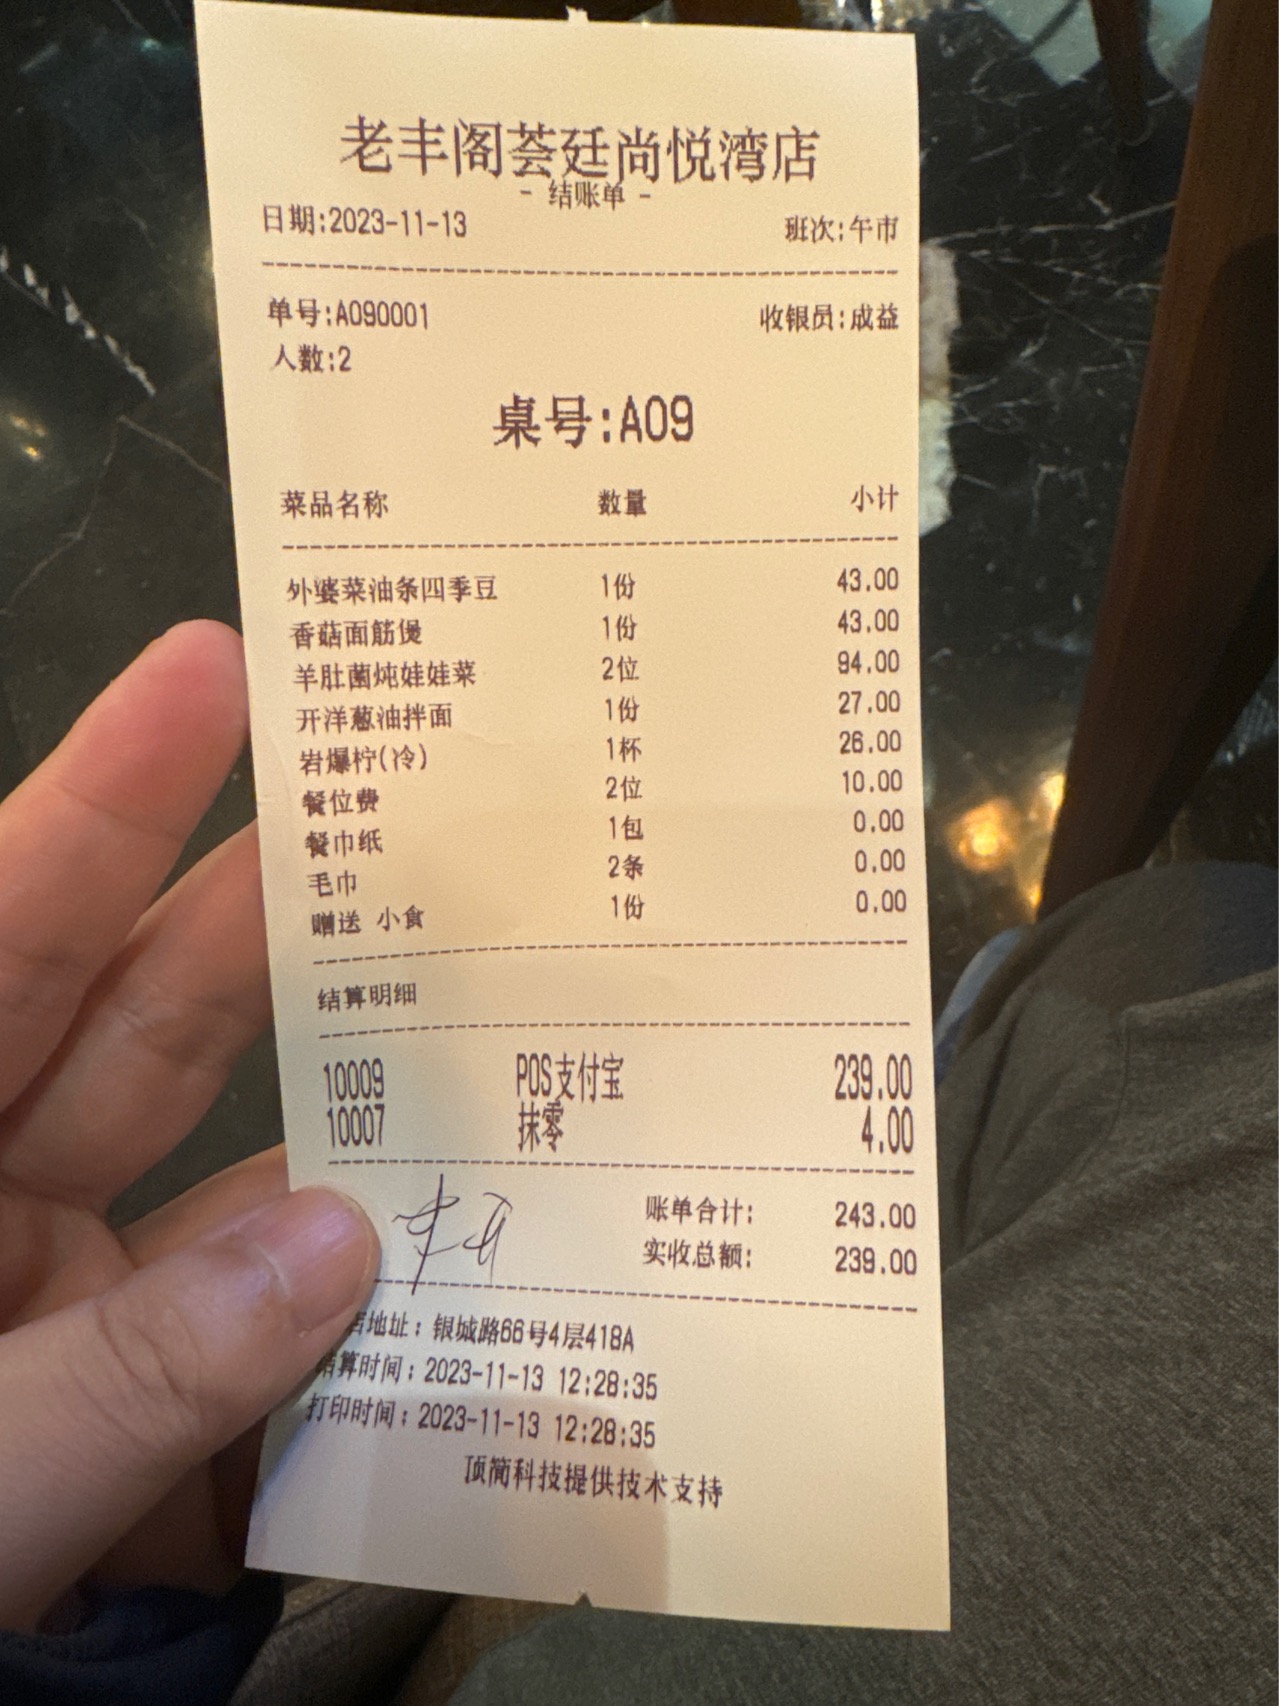 老丰阁荟廷尚悦湾店
- 结账单 -
日期:2023-11-13 班次:午市
单号:A090001 收银员:成益
人数:2
桌号:A09
菜品名称 数量 小计
外婆菜油条四季豆 1份 43.00
香菇面筋煲 1份 43.00
羊肚菌炖娃娃菜 2位 94.00
开洋葱油拌面 1份 27.00
岩爆柠(冷) 1杯 26.00
餐位费 2位 10.00
餐巾纸 1包 0.00
毛巾 2条 0.00
赠送 小食 1份 0.00
结算明细
10009 POS支付宝 239.00
10007 抹零 4.00
账单合计: 243.00
实收总额: 239.00
店地址：银城路66号4层418A
结算时间：2023-11-13 12:28:35
打印时间：2023-11-13 12:28:35
顶简科技提供技术支持